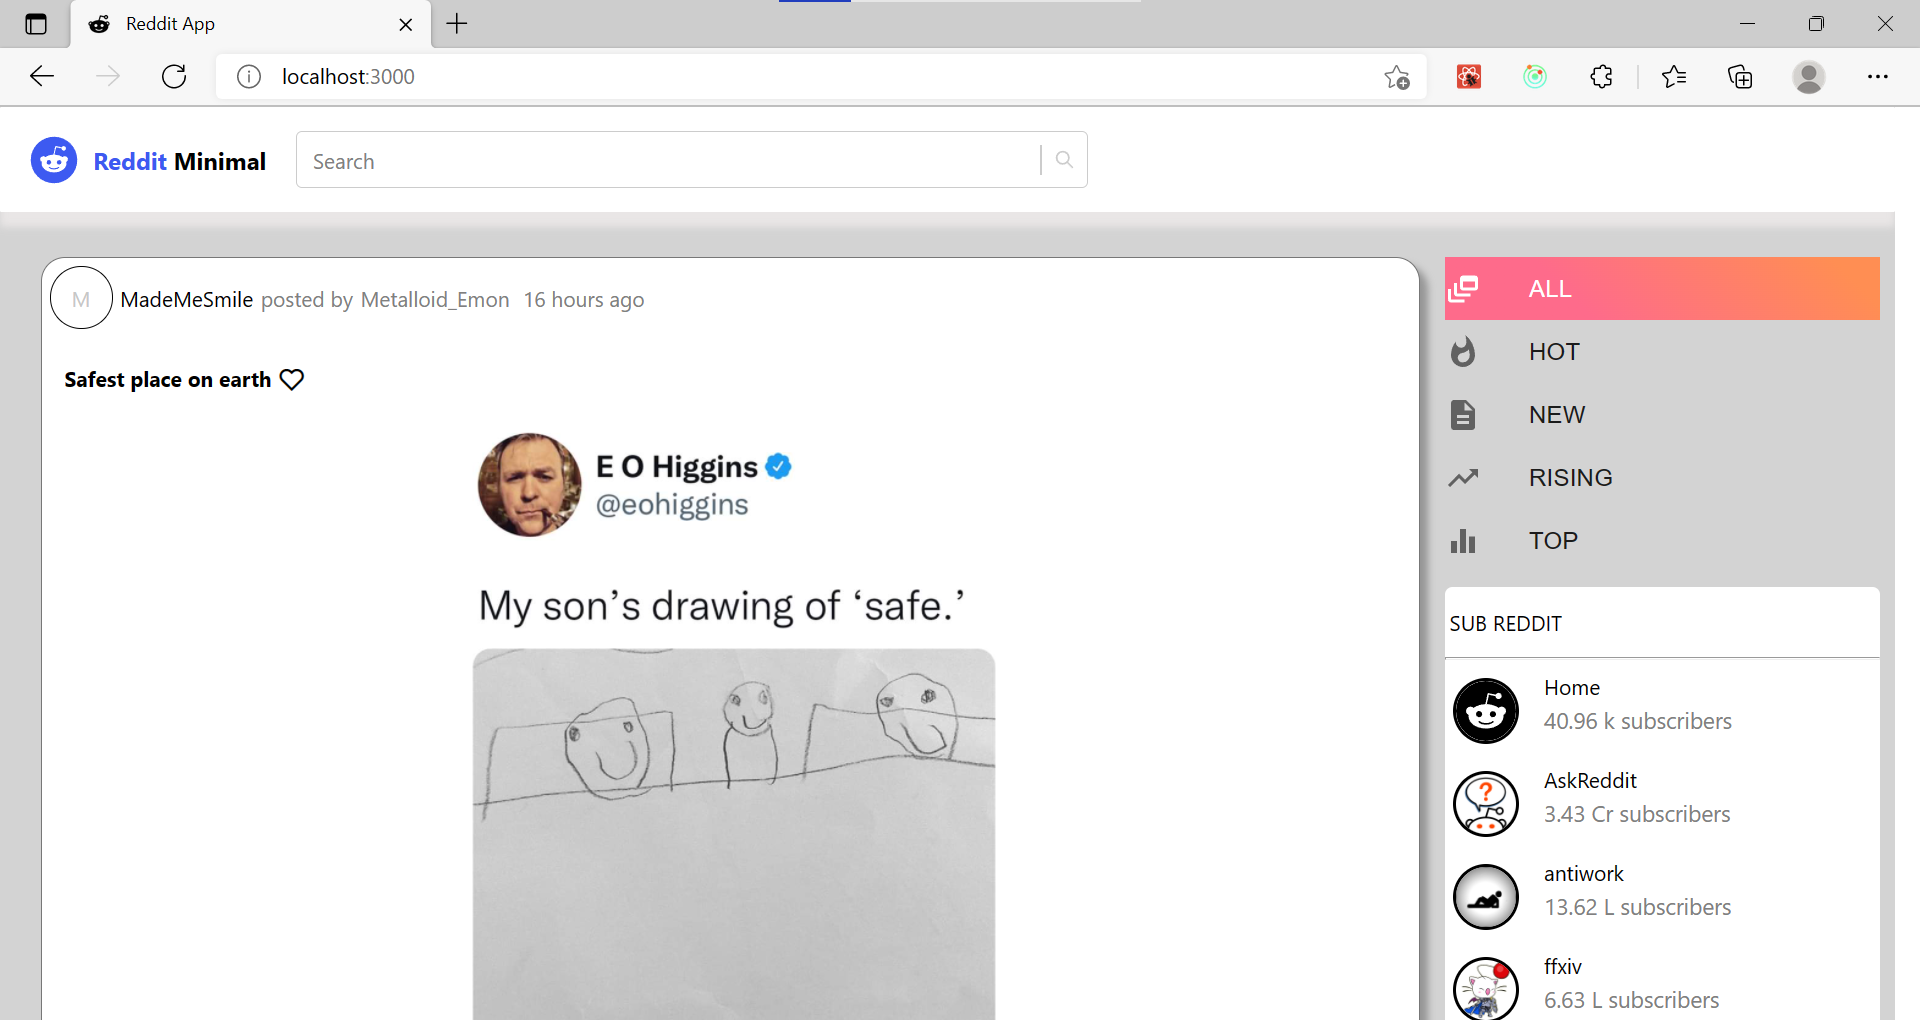 Reddit App
localhost:3000
Reddit Minimal
Search
M
MadeMeSmile posted by Metalloid_Emon 16 hours ago
Safest place on earth
E O Higgins
@eohiggins
My son’s drawing of ‘safe.’
ALL
HOT
NEW
RISING
TOP
SUB REDDIT
Home
40.96 k subscribers
AskReddit
3.43 Cr subscribers
antiwork
13.62 L subscribers
ffxiv
6.63 L subscribers